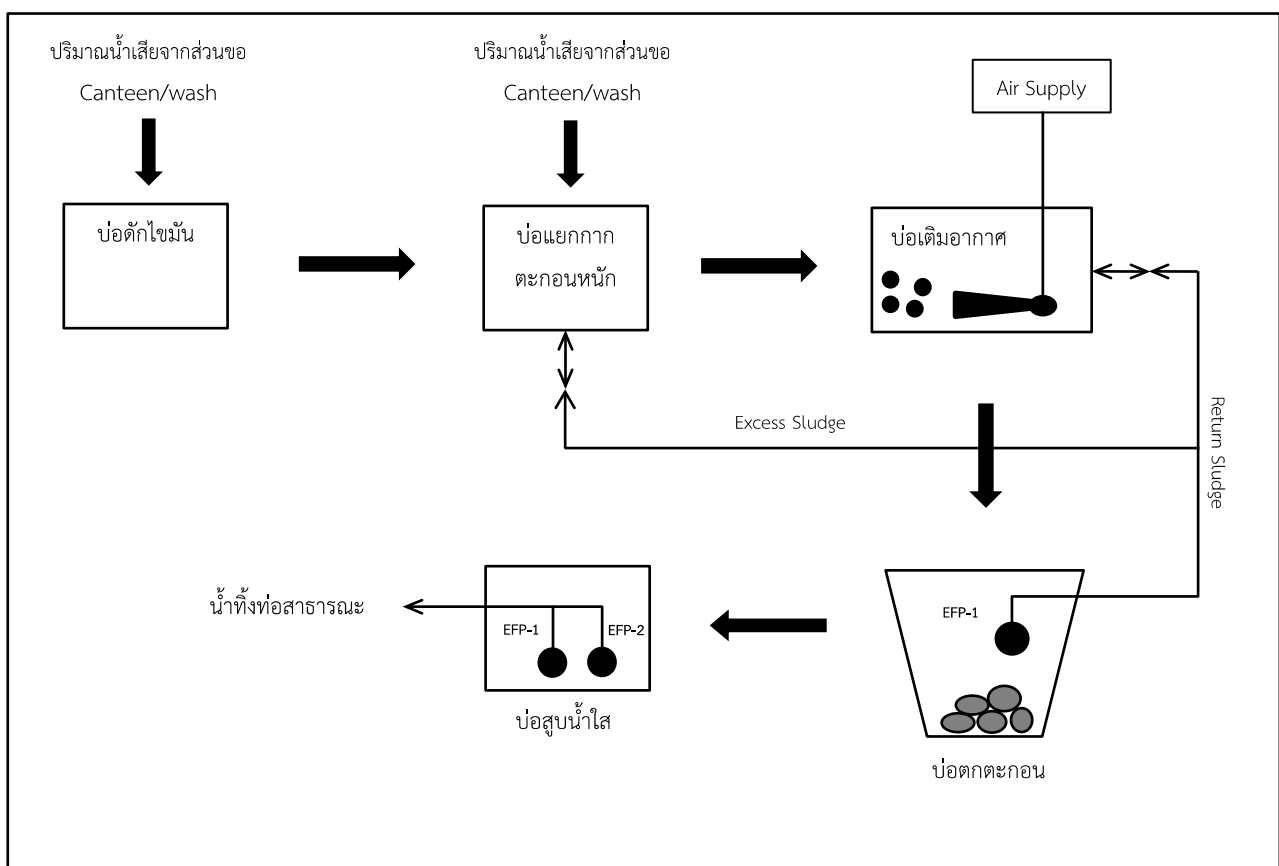 ปริมาณน้ำเสียจากส่วนขอ
Canteen/wash
ปริมาณน้ำเสียจากส่วนขอ
Canteen/wash
Air Supply
บ่อดักไขมัน
บ่อแยกกาก
ตะกอนหนัก
บ่อเติมอากาศ
Excess Sludge
Return Sludge
น้ำทิ้งท่อสาธารณะ
EFP-1
EFP-2
บ่อสูบน้ำใส
EFP-1
บ่อตกตะกอน